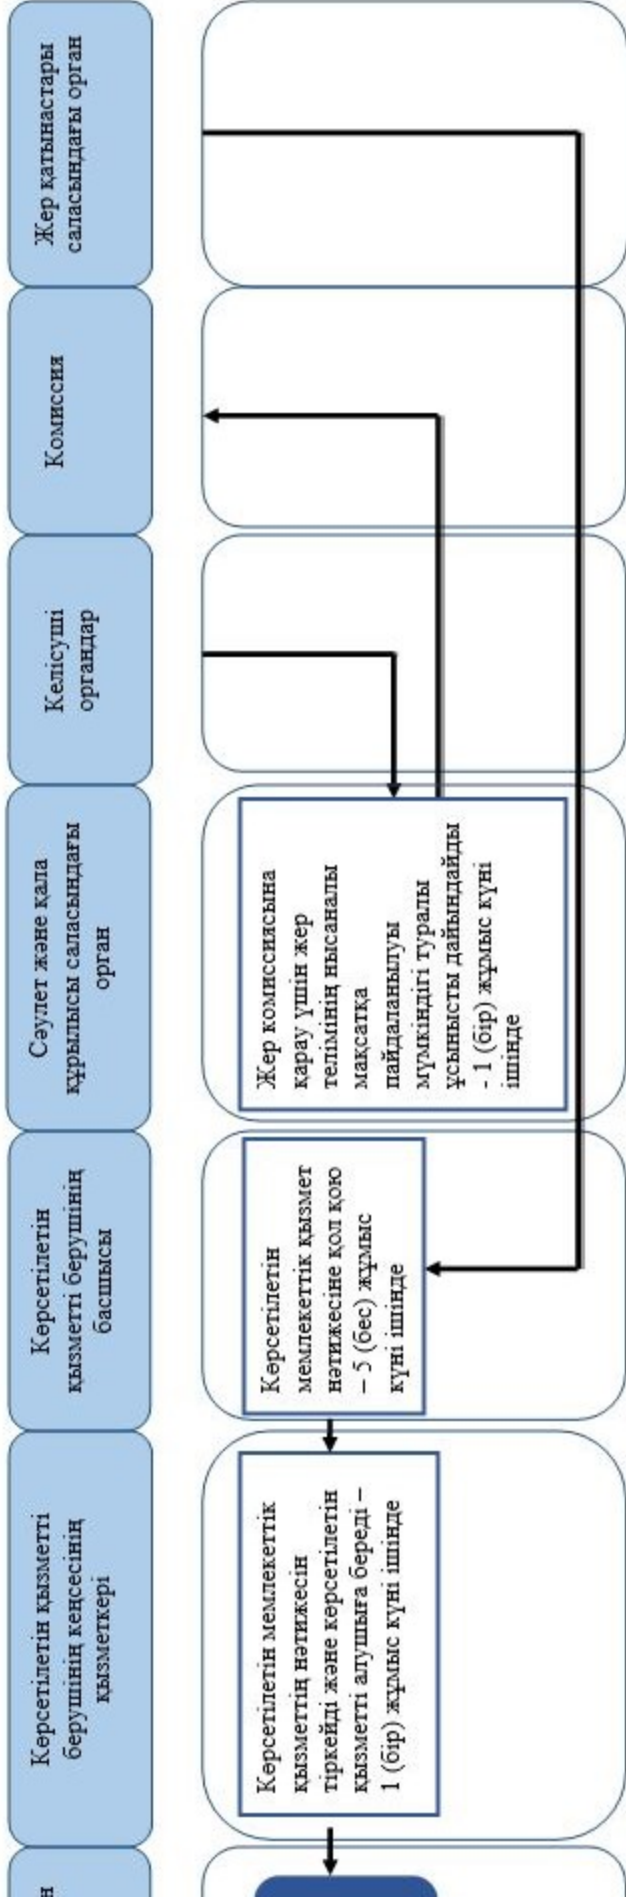 н
Көрсетілетін қызметті
берушінің кеңсесінің
қызметкері
Көрсетілетін
қызметті берушінің
басшысы
Сәулет және қала
құрылысы саласындағы
орган
Келісуші
органдар
Комиссия
Жер қатынастары
саласындағы орган
Көрсетілетін мемлекеттік
қызметтің нәтижесін
тіркейді және көрсетілетін
қызметті алушыға береді –
1 (бір) жұмыс күні ішінде
Көрсетілетін
мемлекеттік қызмет
нәтижесіне қол қою
– 5 (бес) жұмыс
күні ішінде
Жер комиссиясына
қарау үшін жер
телімінің нысаналы
мақсатқа
пайдаланылуы
мүмкіндігі туралы
ұсынысты дайындайды
- 1 (бір) жұмыс күні
ішінде